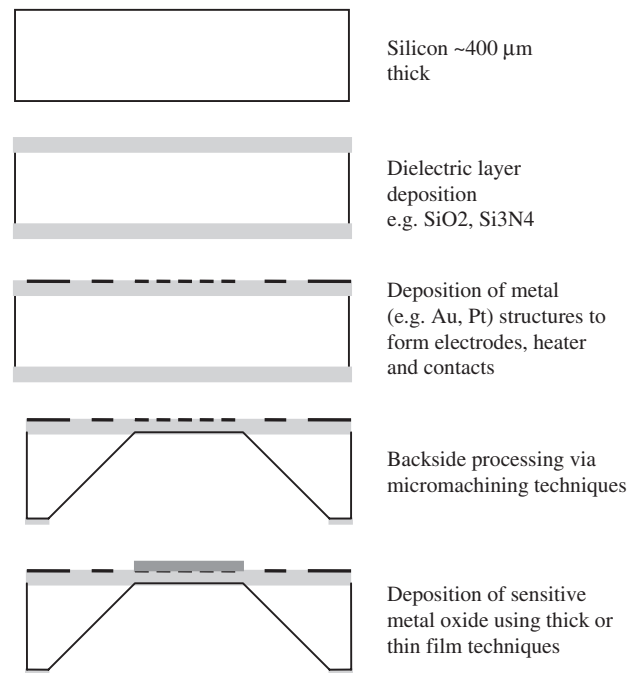 Silicon ~400 μm
thick
Dielectric layer
deposition
e.g. SiO2, Si3N4
Deposition of metal
(e.g. Au, Pt) structures to
form electrodes, heater
and contacts
Backside processing via
micromachining techniques
Deposition of sensitive
metal oxide using thick or
thin film techniques